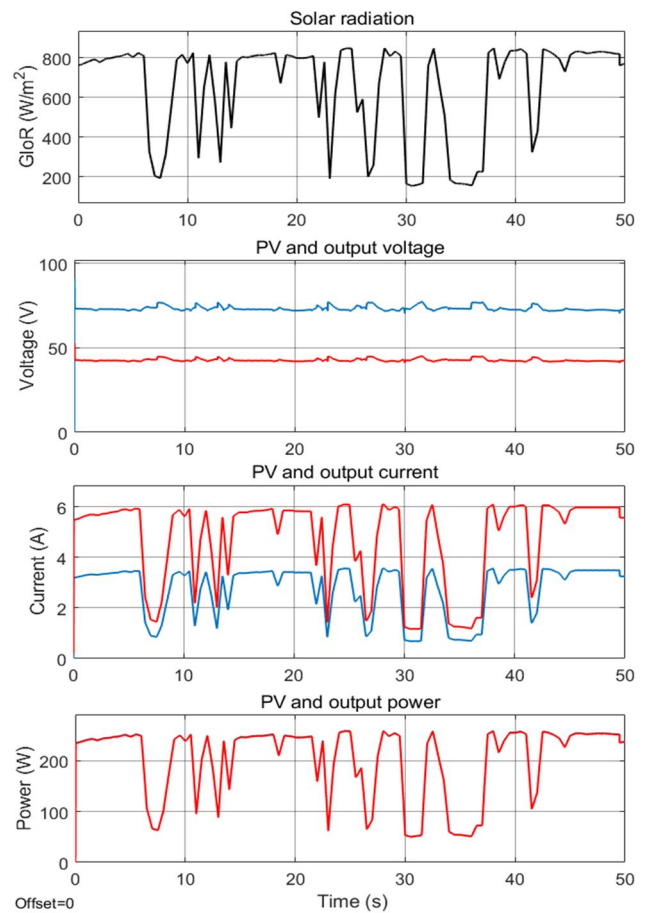 Solar radiation
GloR (W/m²)
800
600
400
200
0 10 20 30 40 50
PV and output voltage
Voltage (V)
100
50
0
0 10 20 30 40 50
PV and output current
Current (A)
6
4
2
0
0 10 20 30 40 50
PV and output power
Power (W)
200
100
0
0 10 20 30 40 50
Offset=0
Time (s)